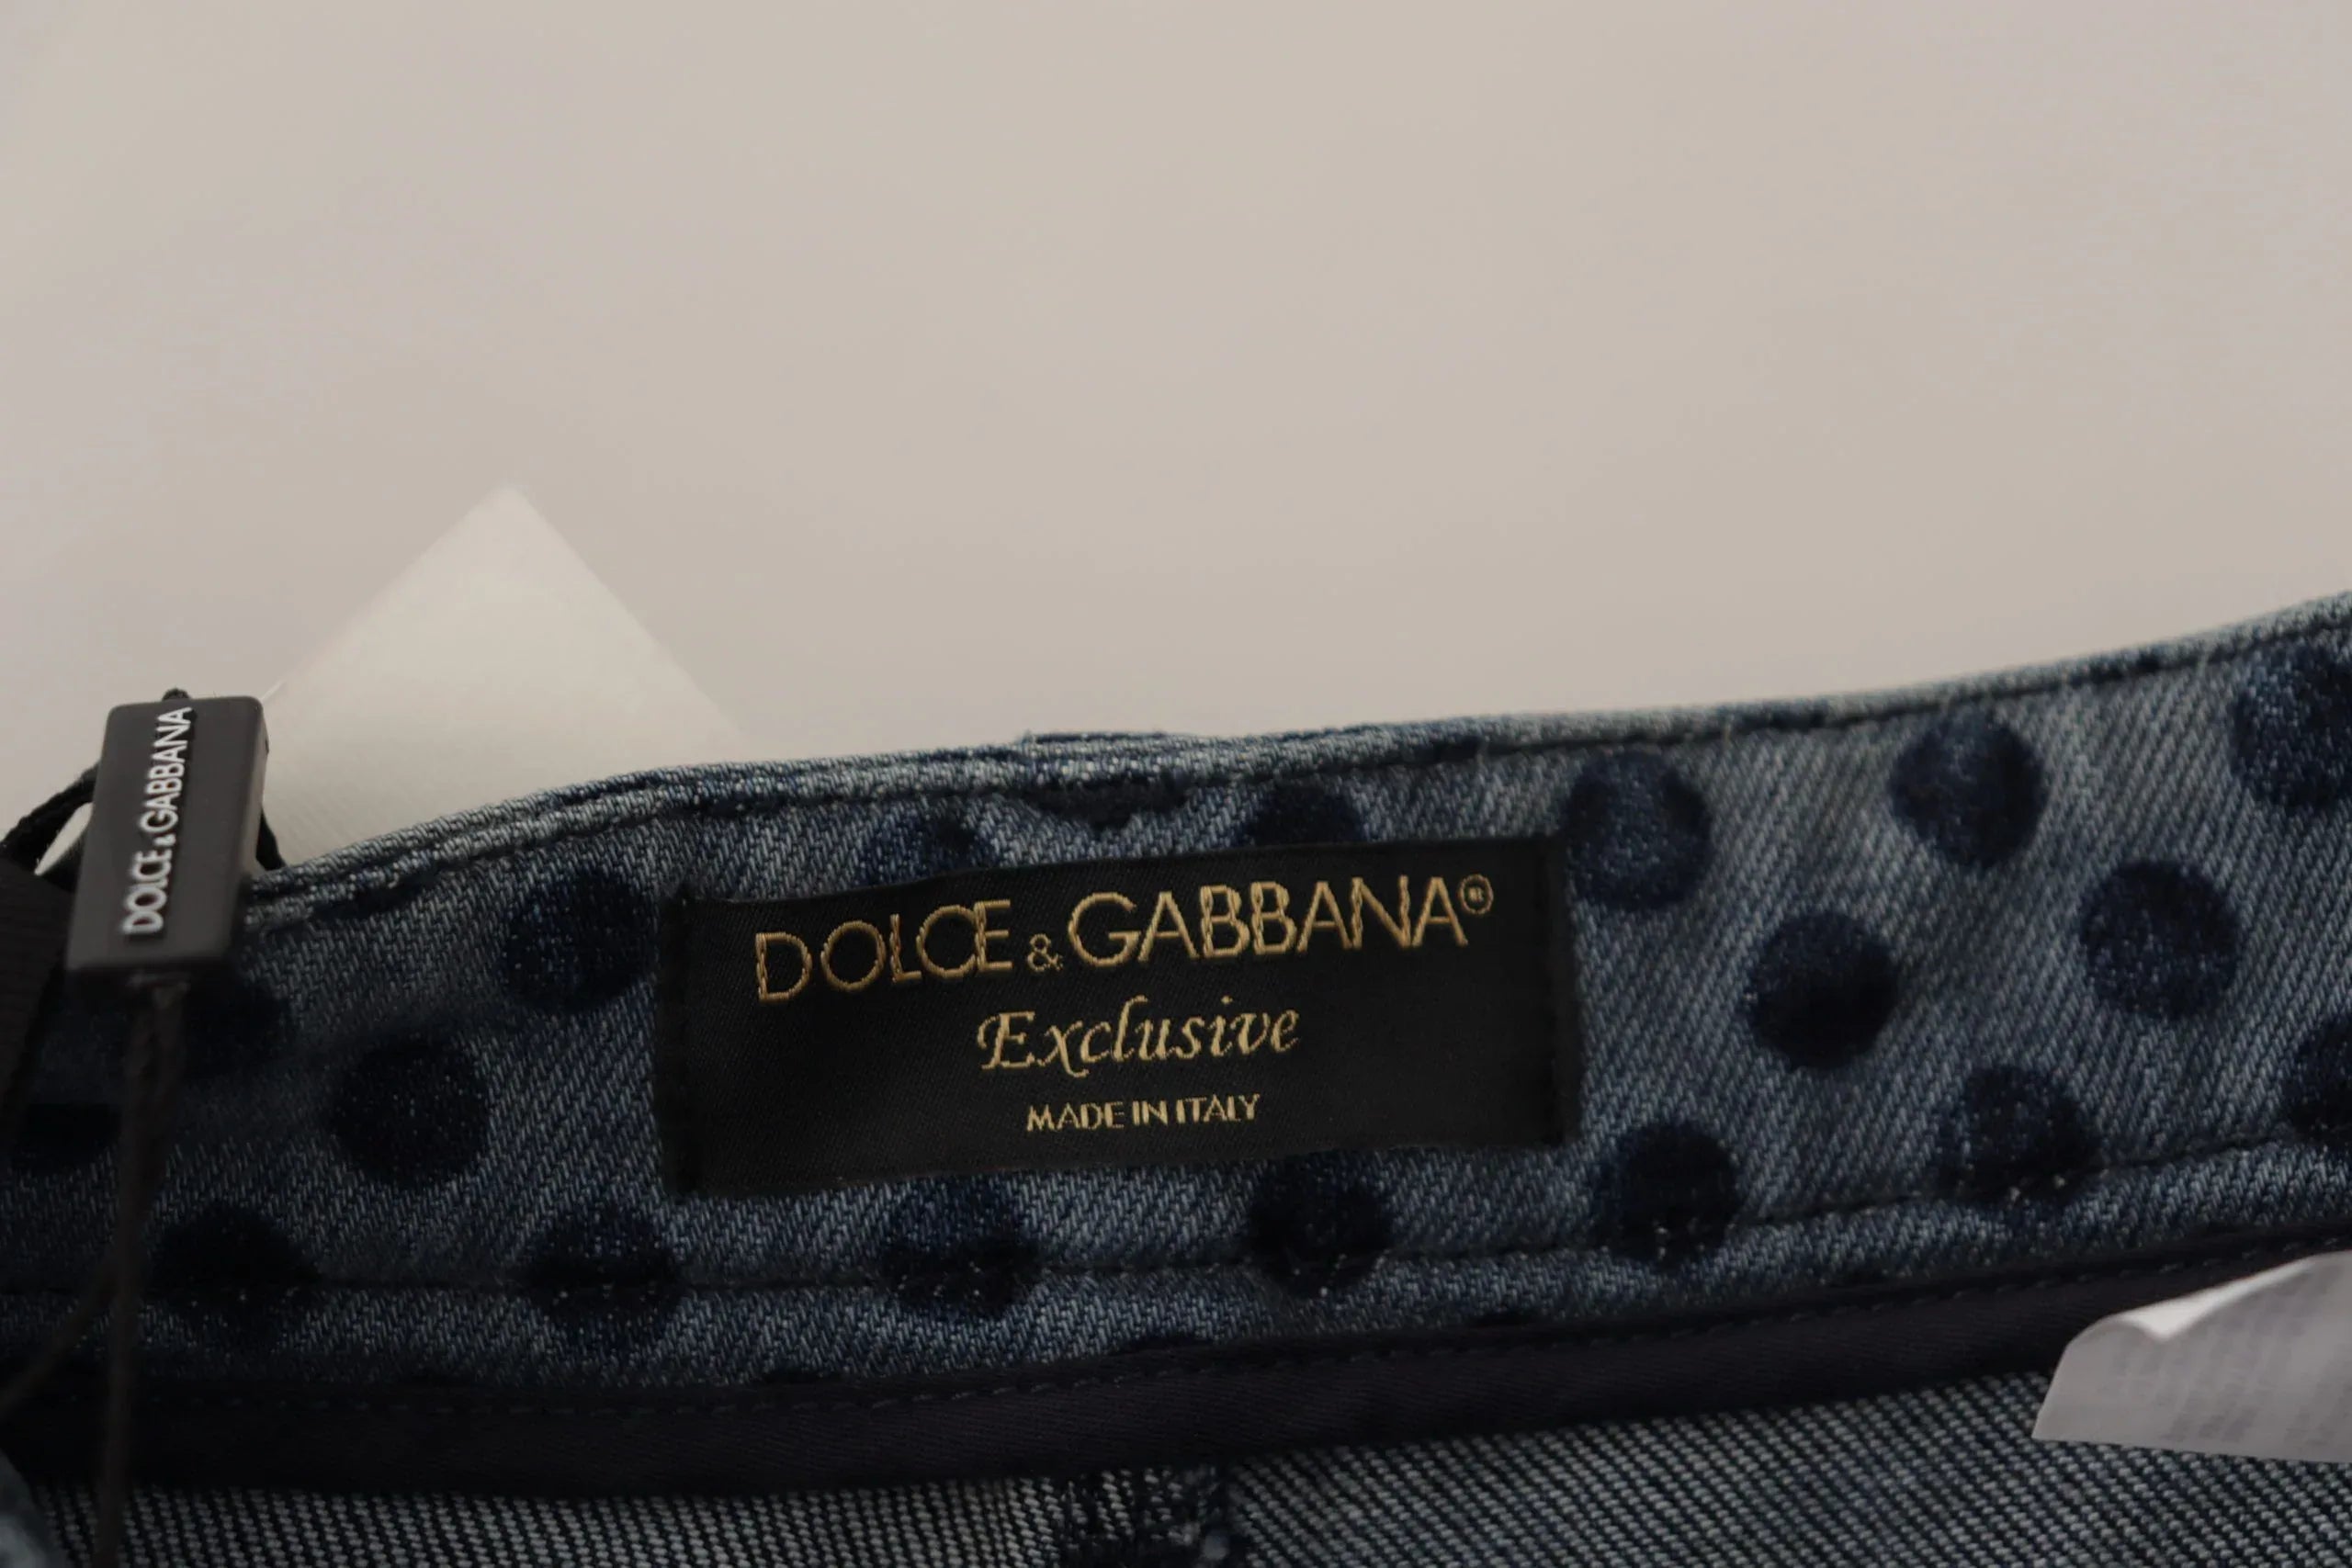 DOLCE & GABBANA
DOLCE & GABBANA®
Exclusive
MADE IN ITALY